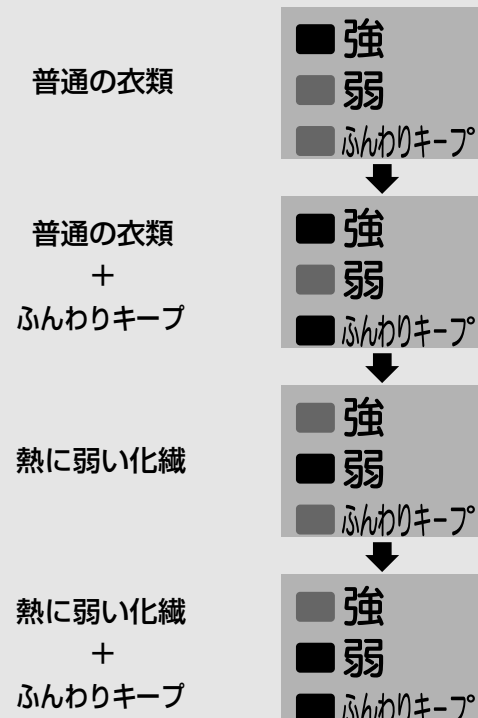 普通の衣類
強
弱
ふんわりキープ
普通の衣類
+
ふんわりキープ
強
弱
ふんわりキープ
熱に弱い化繊
強
弱
ふんわりキープ
熱に弱い化繊
+
ふんわりキープ
強
弱
ふんわりキープ